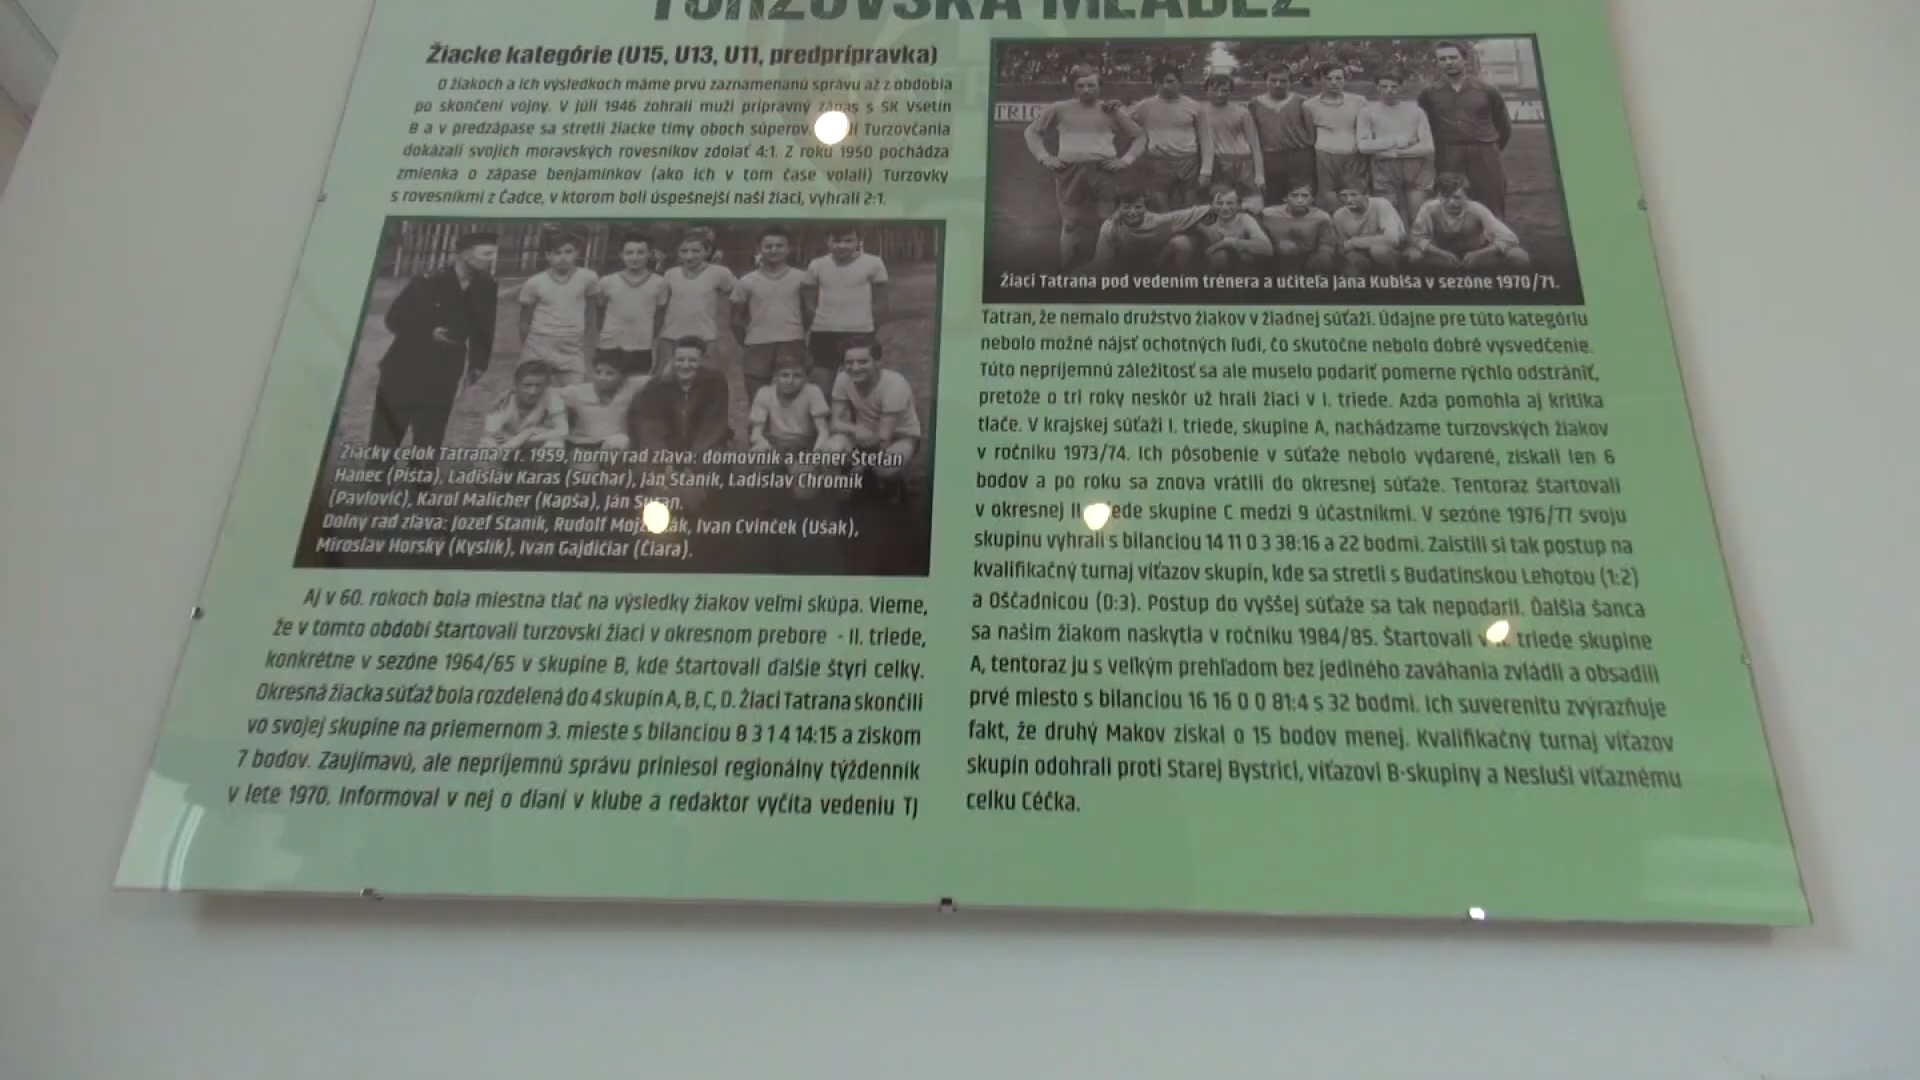 TURZOVSKÁ MLÁDEŽ
Žiacke kategórie (U15, U13, U11, predprípravka)
O žiakoch a ich výsledkoch máme prvú zaznamenanú správu až z obdobia
po skončení vojny. V júli 1946 zohrali muži prípravný zápas s ŠK Vsetín
B a v predzápase sa stretli žiacke tímy oboch súperov. Turzovčania
dokázali svojich moravských rovesníkov zdolať 4:1. Z roku 1950 pochádza
zmienka o zápase benjamínkov (ako ich v tom čase volali) Turzovky
s rovesníkmi z Čadce, v ktorom boli úspešnejší naši žiaci, vyhrali 2:1.
Žiacky celok Tatrana z r. 1959, horný rad zľava: domovník a tréner Štefan
Hanec (Pišta), Ladislav Karas (Suchár), Ján Staník, Ladislav Chromík
(Pavlovič), Karol Malicher (Kapša), Ján
Dolný rad zľava: Jozef Staník, Rudolf Ivan Cvinček (Ušák),
Miroslav Horský (Kyslík), Ivan Gajdičiar (Čiara).
Aj v 60. rokoch bola miestna tlač na výsledky žiakov veľmi skúpa. Vieme,
že v tomto období štartovali turzovskí žiaci v okresnom prebore - II. triede,
konkrétne v sezóne 1964/65 v skupine B, kde štartovali ďalšie štyri celky.
Okresná žiacka súťaž bola rozdelená do 4 skupín A, B, C, D. Žiaci Tatrana skončili
vo svojej skupine na priemernom 3. mieste s bilanciou 8 3 1 4 14:15 a ziskom
7 bodov. Zaujímavú, ale nepríjemnú správu priniesol regionálny týždenník
v lete 1970. Informoval v nej o dianí v klube a redaktor vyčíta vedeniu TJ
TRIG
Žiaci Tatrana pod vedením trénera a učiteľa Jána Kubiša v sezóne 1970/71.
Tatran, že nemalo družstvo žiakov v žiadnej súťaži. Údajne pre túto kategóriu
nebolo možné nájsť ochotných ľudí, čo skutočne nebolo dobré vysvedčenie.
Túto nepríjemnú záležitosť sa ale muselo podariť pomerne rýchlo odstrániť,
pretože o tri roky neskôr už hrali žiaci v I. triede. Azda pomohla aj kritika
tlače. V krajskej súťaži I. triede, skupine A, nachádzame turzovských žiakov
v ročníku 1973/74. Ich pôsobenie v súťaže nebolo vydarené, získali len 6
bodov a po roku sa znova vrátili do okresnej súťaže. Tentoraz štartovali
v okresnej skupine C medzi 9 účastníkmi. V sezóne 1976/77 svoju
skupinu vyhrali s bilanciou 14 11 0 3 38:16 a 22 bodmi. Zaistili si tak postup na
kvalifikačný turnaj víťazov skupín, kde sa stretli s Budatínskou Lehotou (1:2)
a Oščadnicou (0:3). Postup do vyššej súťaže sa tak nepodaril. Ďalšia šanca
sa našim žiakom naskytla v ročníku 1984/85. Štartovali v triede skupine
A, tentoraz ju s veľkým prehľadom bez jediného zaváhania zvládli a obsadili
prvé miesto s bilanciou 16 16 0 0 81:4 s 32 bodmi. Ich suverenitu zvýrazňuje
fakt, že druhý Makov získal o 15 bodov menej. Kvalifikačný turnaj víťazov
skupín odohrali proti Starej Bystrici, víťazovi B-skupiny a Nesluši víťaznému
celku Céčka.